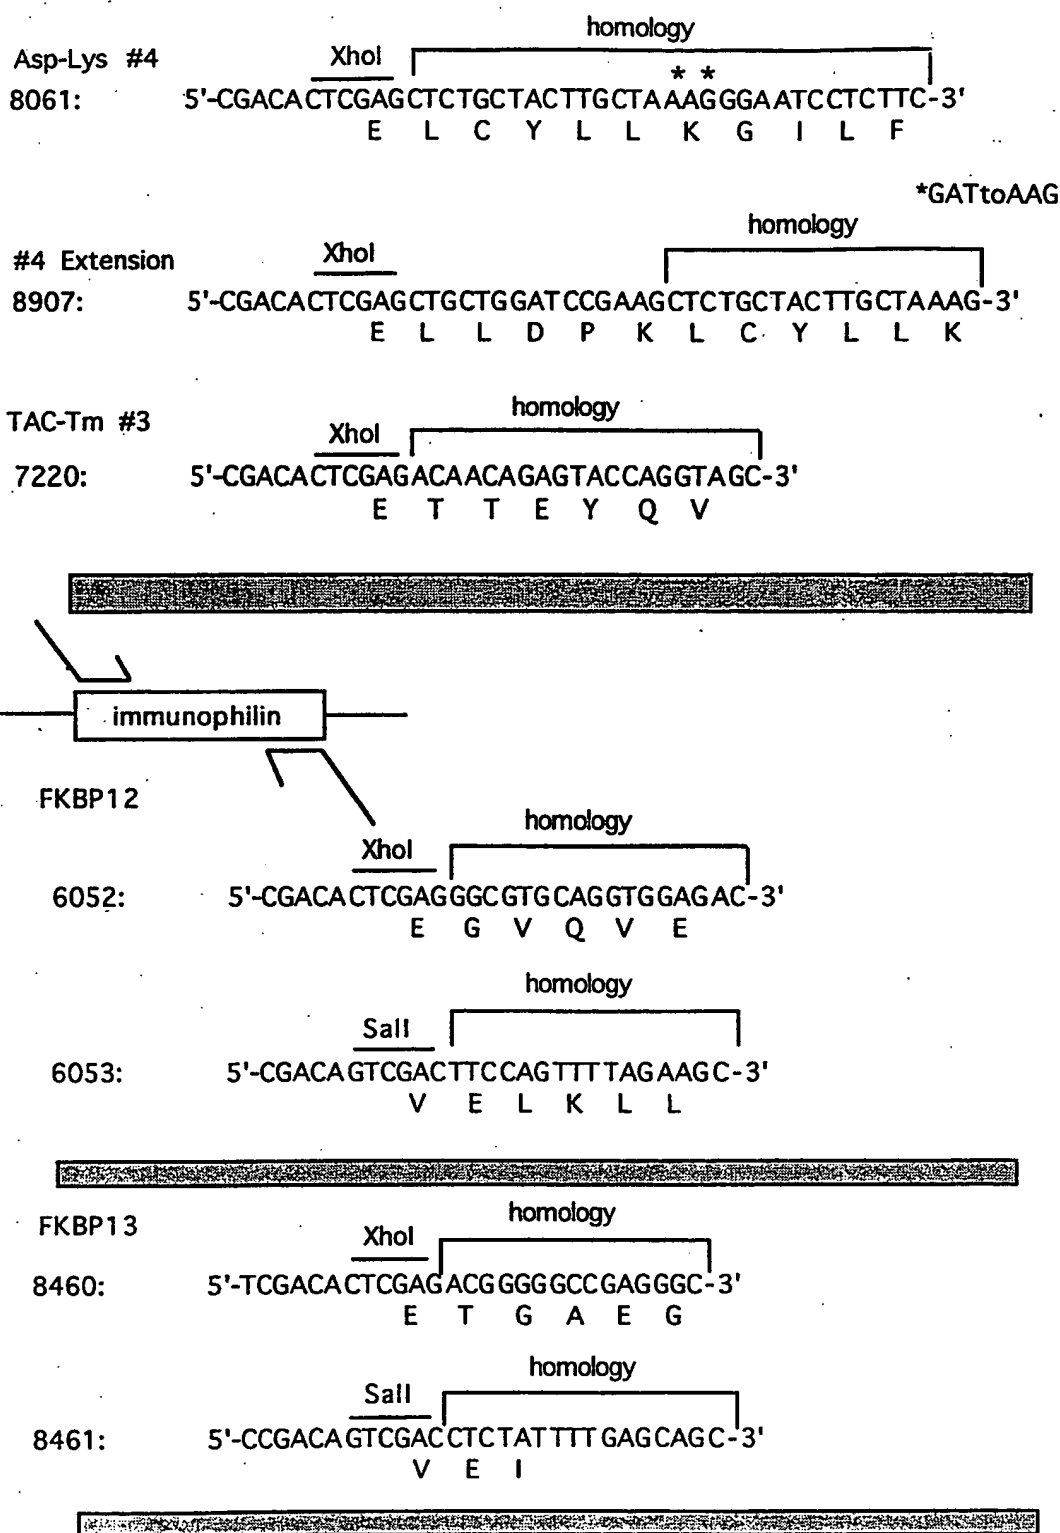 homology
Asp-Lys #4 XhoI
* *
8061: 5'-CGACACTCGAGCTCTGCTACTTGCTAAAGGGAATCCTCTTC-3'
E L C Y L L K G I L F
*GATtoAAG
homology
#4 Extension XhoI
8907: 5'-CGACACTCGAGCTGCTGGATCCGAAGCTCTGCTACTTGCTAAAG-3'
E L L D P K L C Y L L K
homology
TAC-Tm #3 XhoI
7220: 5'-CGACACTCGAGACAACAGAGTACCAGGTAGC-3'
E T T E Y Q V
immunophilin
FKBP12
homology
XhoI
6052: 5'-CGACACTCGAGGGCGTGCAGGTGGAGAC-3'
E G V Q V E
homology
SalI
6053: 5'-CGACAGTCGACTTCCAGTTTTAGAAGC-3'
V E L K L L
FKBP13
homology
XhoI
8460: 5'-TCGACACTCGAGACGGGGGCCGAGGGC-3'
E T G A E G
homology
SalI
8461: 5'-CCGACAGTCGACCTCTATTTTGAGCAGC-3'
V E I